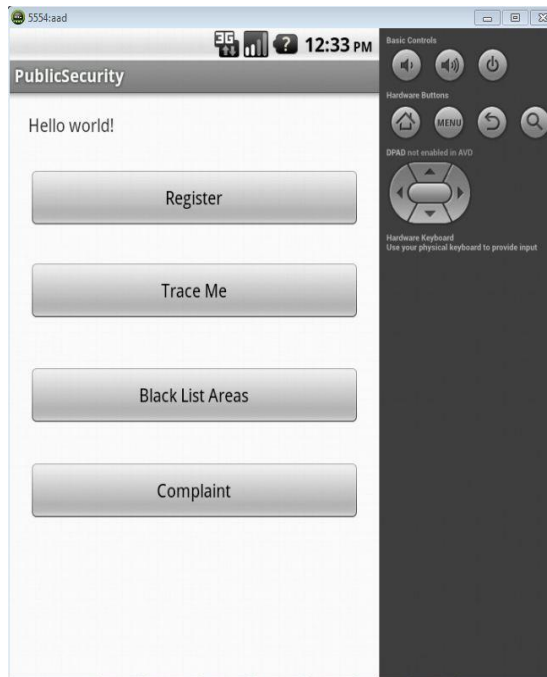 5554:aad
3G ? 12:33 PM
PublicSecurity
Hello world!
Register
Trace Me
Black List Areas
Complaint
Basic Controls
Hardware Buttons
MENU
DPAD not enabled in AVD
Hardware Keyboard
Use your physical keyboard to provide input